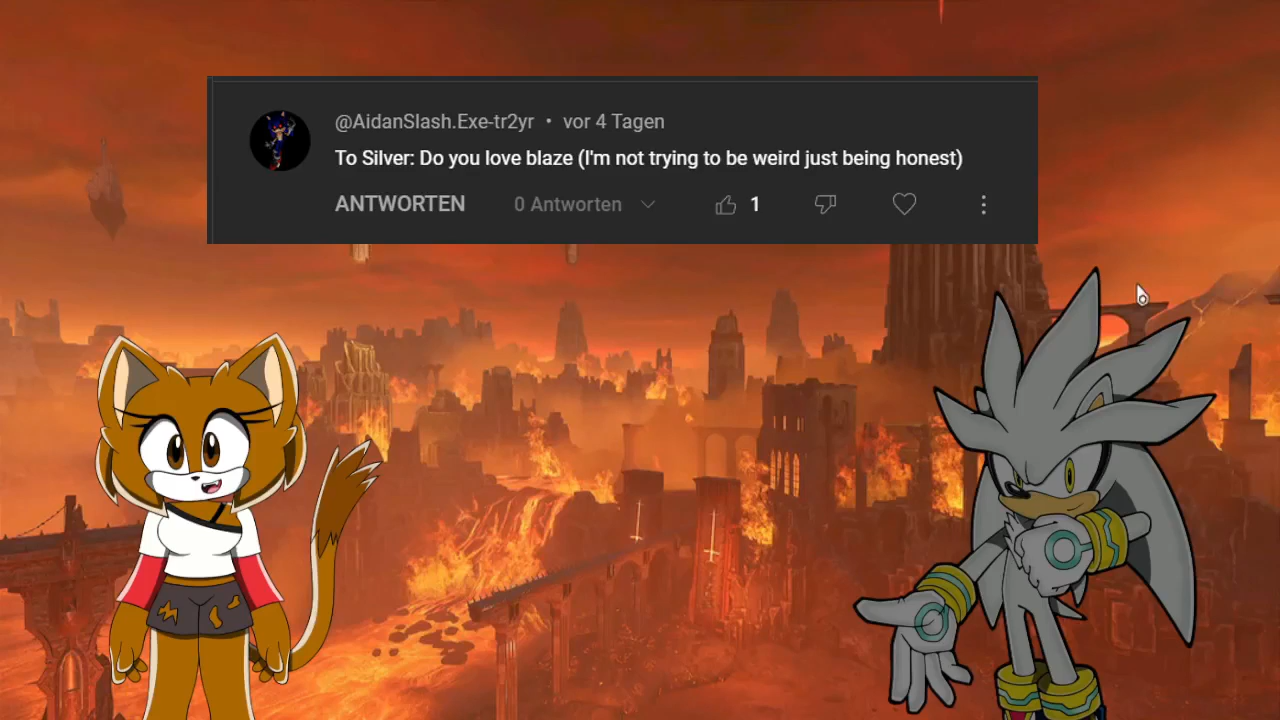 @AidanSlash.Exe-tr2yr • vor 4 Tagen
To Silver: Do you love blaze (I'm not trying to be weird just being honest)
ANTWORTEN 0 Antworten 1